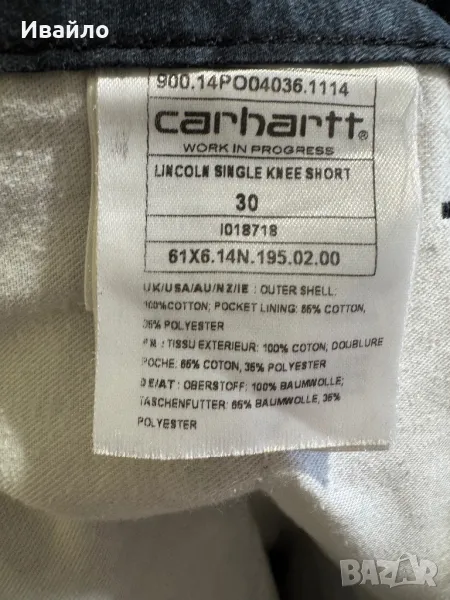 Ивайло
900.14PO04036.1114
carhartt®
WORK IN PROGRESS
LINCOLN SINGLE KNEE SHORT
30
I018718
61X6.14N.195.02.00
UK/USA/AU/NZ/IE : OUTER SHELL:
100%COTTON; POCKET LINING: 65% COTTON,
35% POLYESTER
FR : TISSU EXTERIEUR: 100% COTON, DOUBLURE
POCHE: 65% COTON, 35% POLYESTER
DE/AT : OBERSTOFF: 100% BAUMWOLLE;
TASCHENFUTTER: 65% BAUMWOLLE, 35%
POLYESTER
BAZAR